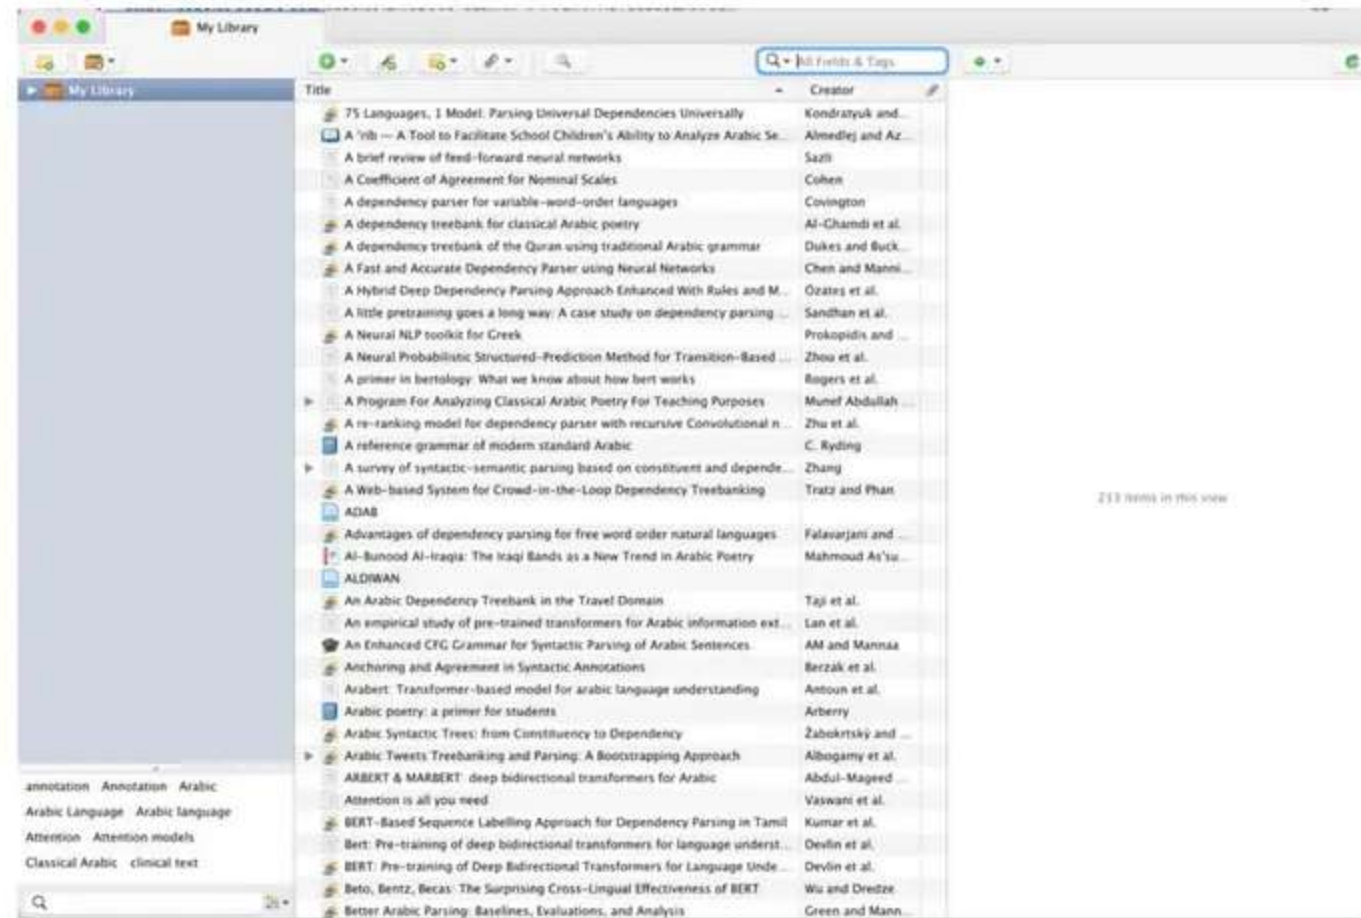 My Library
All Fields & Tags
My Library
Title Creator
75 Languages, 1 Model: Parsing Universal Dependencies Universally Kondratyuk and...
A 'rib — A Tool to Facilitate School Children's Ability to Analyze Arabic Se... Almedlej and Az...
A brief review of feed-forward neural networks Sazli
A Coefficient of Agreement for Nominal Scales Cohen
A dependency parser for variable-word-order languages Covington
A dependency treebank for classical Arabic poetry Al-Ghamdi et al.
A dependency treebank of the Quran using traditional Arabic grammar Dukes and Buck...
A Fast and Accurate Dependency Parser using Neural Networks Chen and Manni...
A Hybrid Deep Dependency Parsing Approach Enhanced With Rules and M... Özateş et al.
A little pretraining goes a long way: A case study on dependency parsing ... Sandhan et al.
A Neural NLP toolkit for Greek Prokopidis and ...
A Neural Probabilistic Structured-Prediction Method for Transition-Based ... Zhou et al.
A primer in bertology: What we know about how bert works Rogers et al.
A Program For Analyzing Classical Arabic Poetry For Teaching Purposes Munef Abdullah ...
A re-ranking model for dependency parser with recursive Convolutional n... Zhu et al.
A reference grammar of modern standard Arabic C. Ryding
A survey of syntactic-semantic parsing based on constituent and depende... Zhang
A Web-based System for Crowd-in-the-Loop Dependency Treebanking Tratz and Phan
213 items in this view
ADAB
Advantages of dependency parsing for free word order natural languages Falavarjani and ...
Al-Bunood Al-Iraqia: The Iraqi Bands as a New Trend in Arabic Poetry Mahmoud As'su...
ALDIWAN
An Arabic Dependency Treebank in the Travel Domain Taji et al.
An empirical study of pre-trained transformers for Arabic information ext... Lan et al.
An Enhanced CFG Grammar for Syntactic Parsing of Arabic Sentences AM and Mannaa
Anchoring and Agreement in Syntactic Annotations Berzak et al.
Arabert: Transformer-based model for arabic language understanding Antoun et al.
Arabic poetry: a primer for students Arberry
Arabic Syntactic Trees: from Constituency to Dependency Žabokrtský and ...
Arabic Tweets Treebanking and Parsing: A Bootstrapping Approach Albogamy et al.
ARBERT & MARBERT: deep bidirectional transformers for Arabic Abdul-Mageed ...
Attention is all you need Vaswani et al.
BERT-Based Sequence Labelling Approach for Dependency Parsing in Tamil Kumar et al.
Bert: Pre-training of deep bidirectional transformers for language underst... Devlin et al.
BERT: Pre-training of Deep Bidirectional Transformers for Language Unde... Devlin et al.
Beto, Bentz, Becas: The Surprising Cross-Lingual Effectiveness of BERT Wu and Dredze
Better Arabic Parsing: Baselines, Evaluations, and Analysis Green and Mann...
annotation Annotation Arabic
Arabic Language Arabic language
Attention Attention models
Classical Arabic clinical text